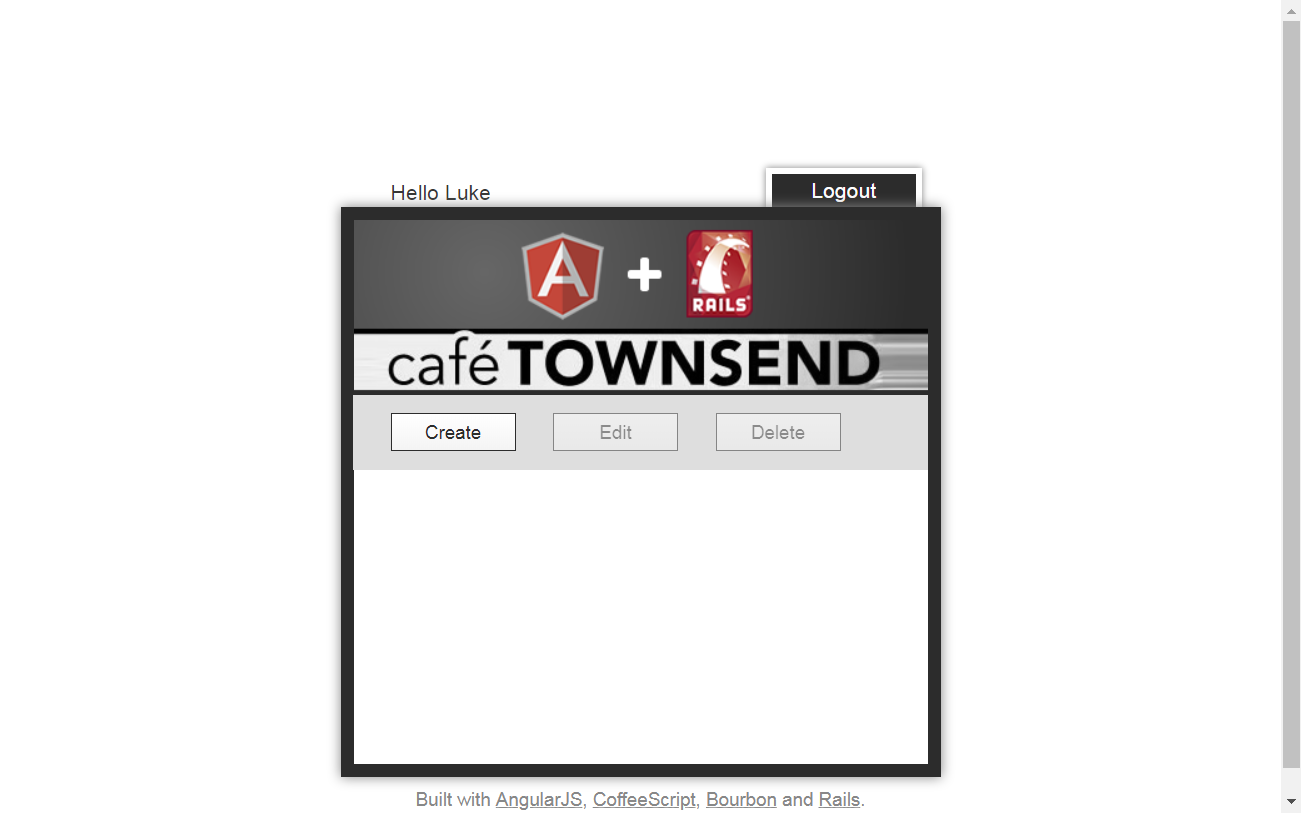 Hello Luke
Logout
A
RAILS
café TOWNSEND
Create
Edit
Delete
Built with AngularJS, CoffeeScript, Bourbon and Rails.